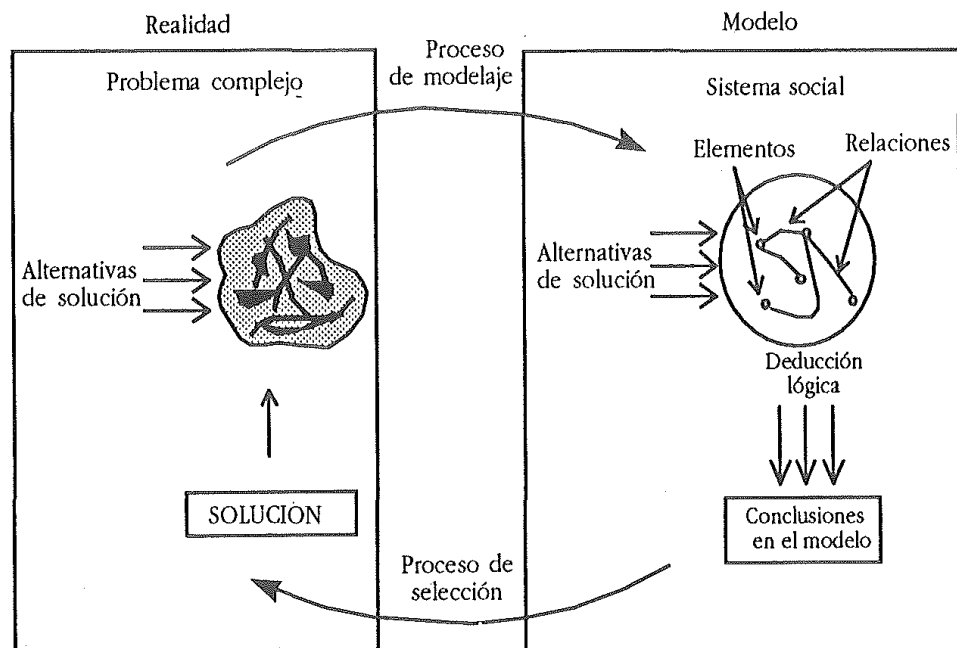 Realidad
Modelo
Proceso
de modelaje
Problema complejo
Sistema social
Elementos
Relaciones
Alternativas
de solución
Alternativas
de solución
Deducción
lógica
SOLUCIÓN
Conclusiones
en el modelo
Proceso de
selección